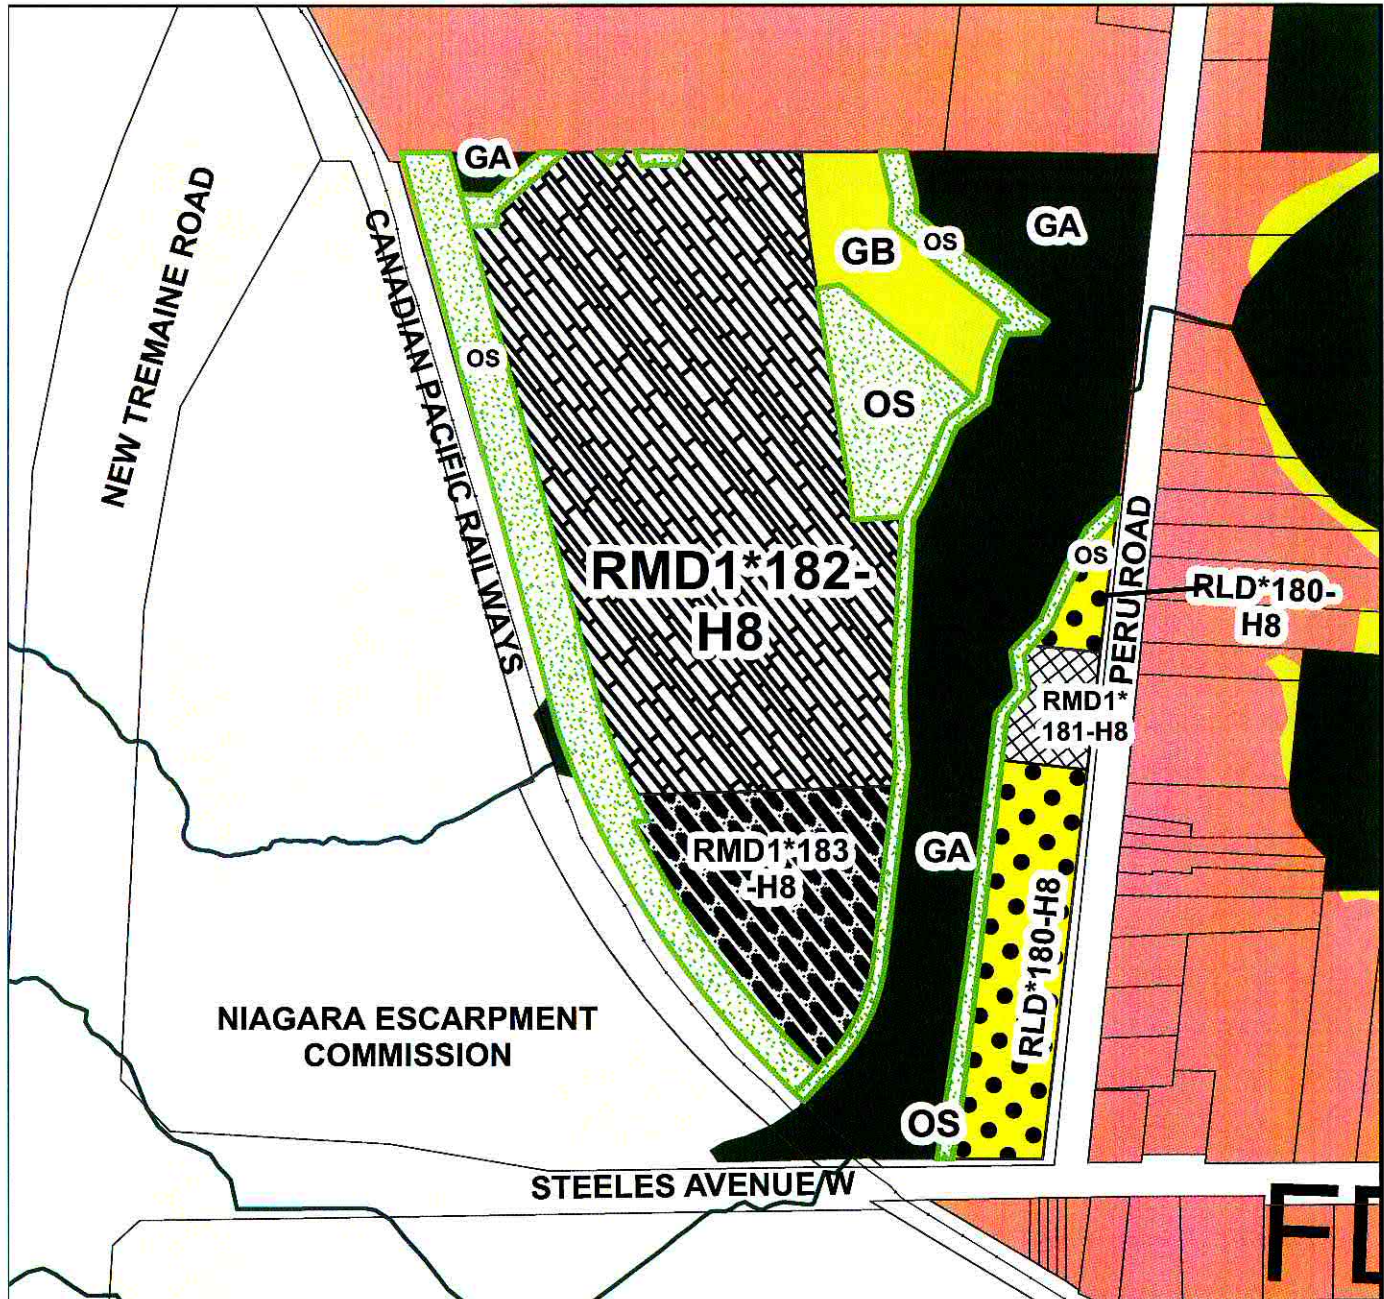 GA
GA
OS
GB
NEW TREMAINE ROAD
CANADIAN PACIFIC RAILWAYS
OS
OS
PERU ROAD
OS
RMD1*182-
H8
RLD*180-
H8
RMD1*
181-H8
RMD1*183
-H8
GA
RLD*180-H8
NIAGARA ESCARPMENT
COMMISSION
OS
STEELES AVENUE W